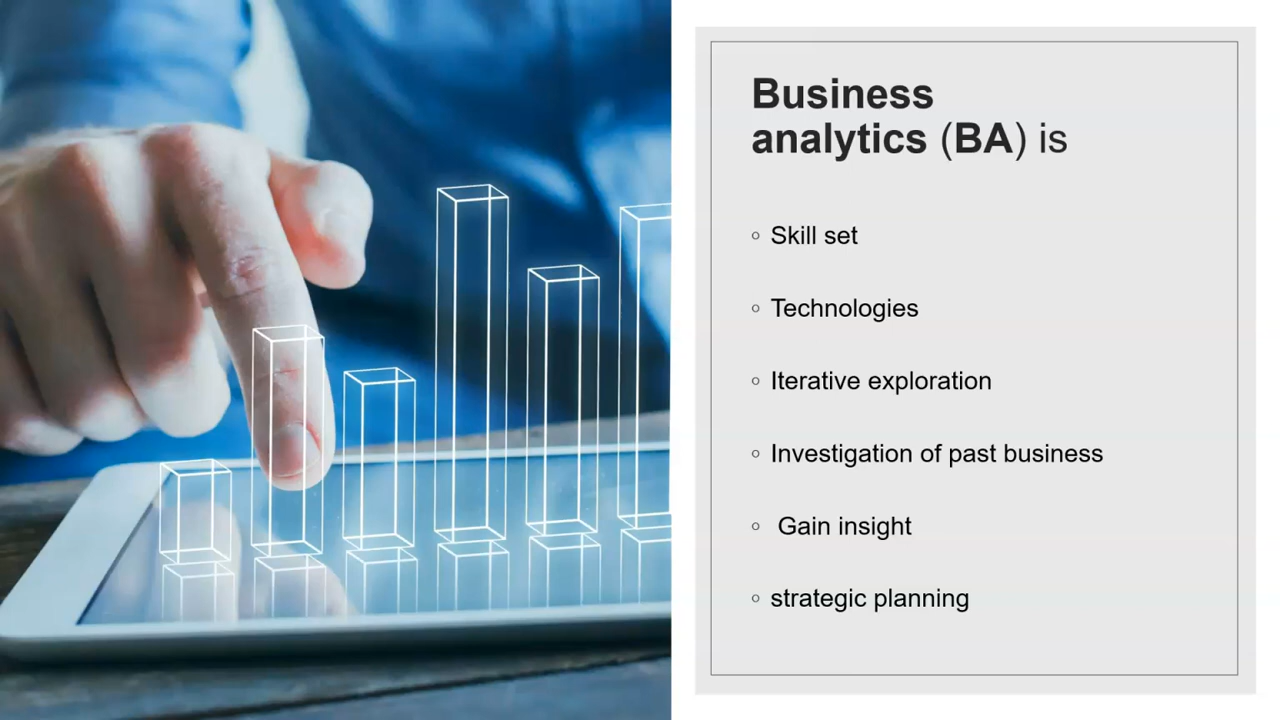 Business
analytics (BA) is
◦ Skill set
◦ Technologies
◦ Iterative exploration
◦ Investigation of past business
◦ Gain insight
◦ strategic planning